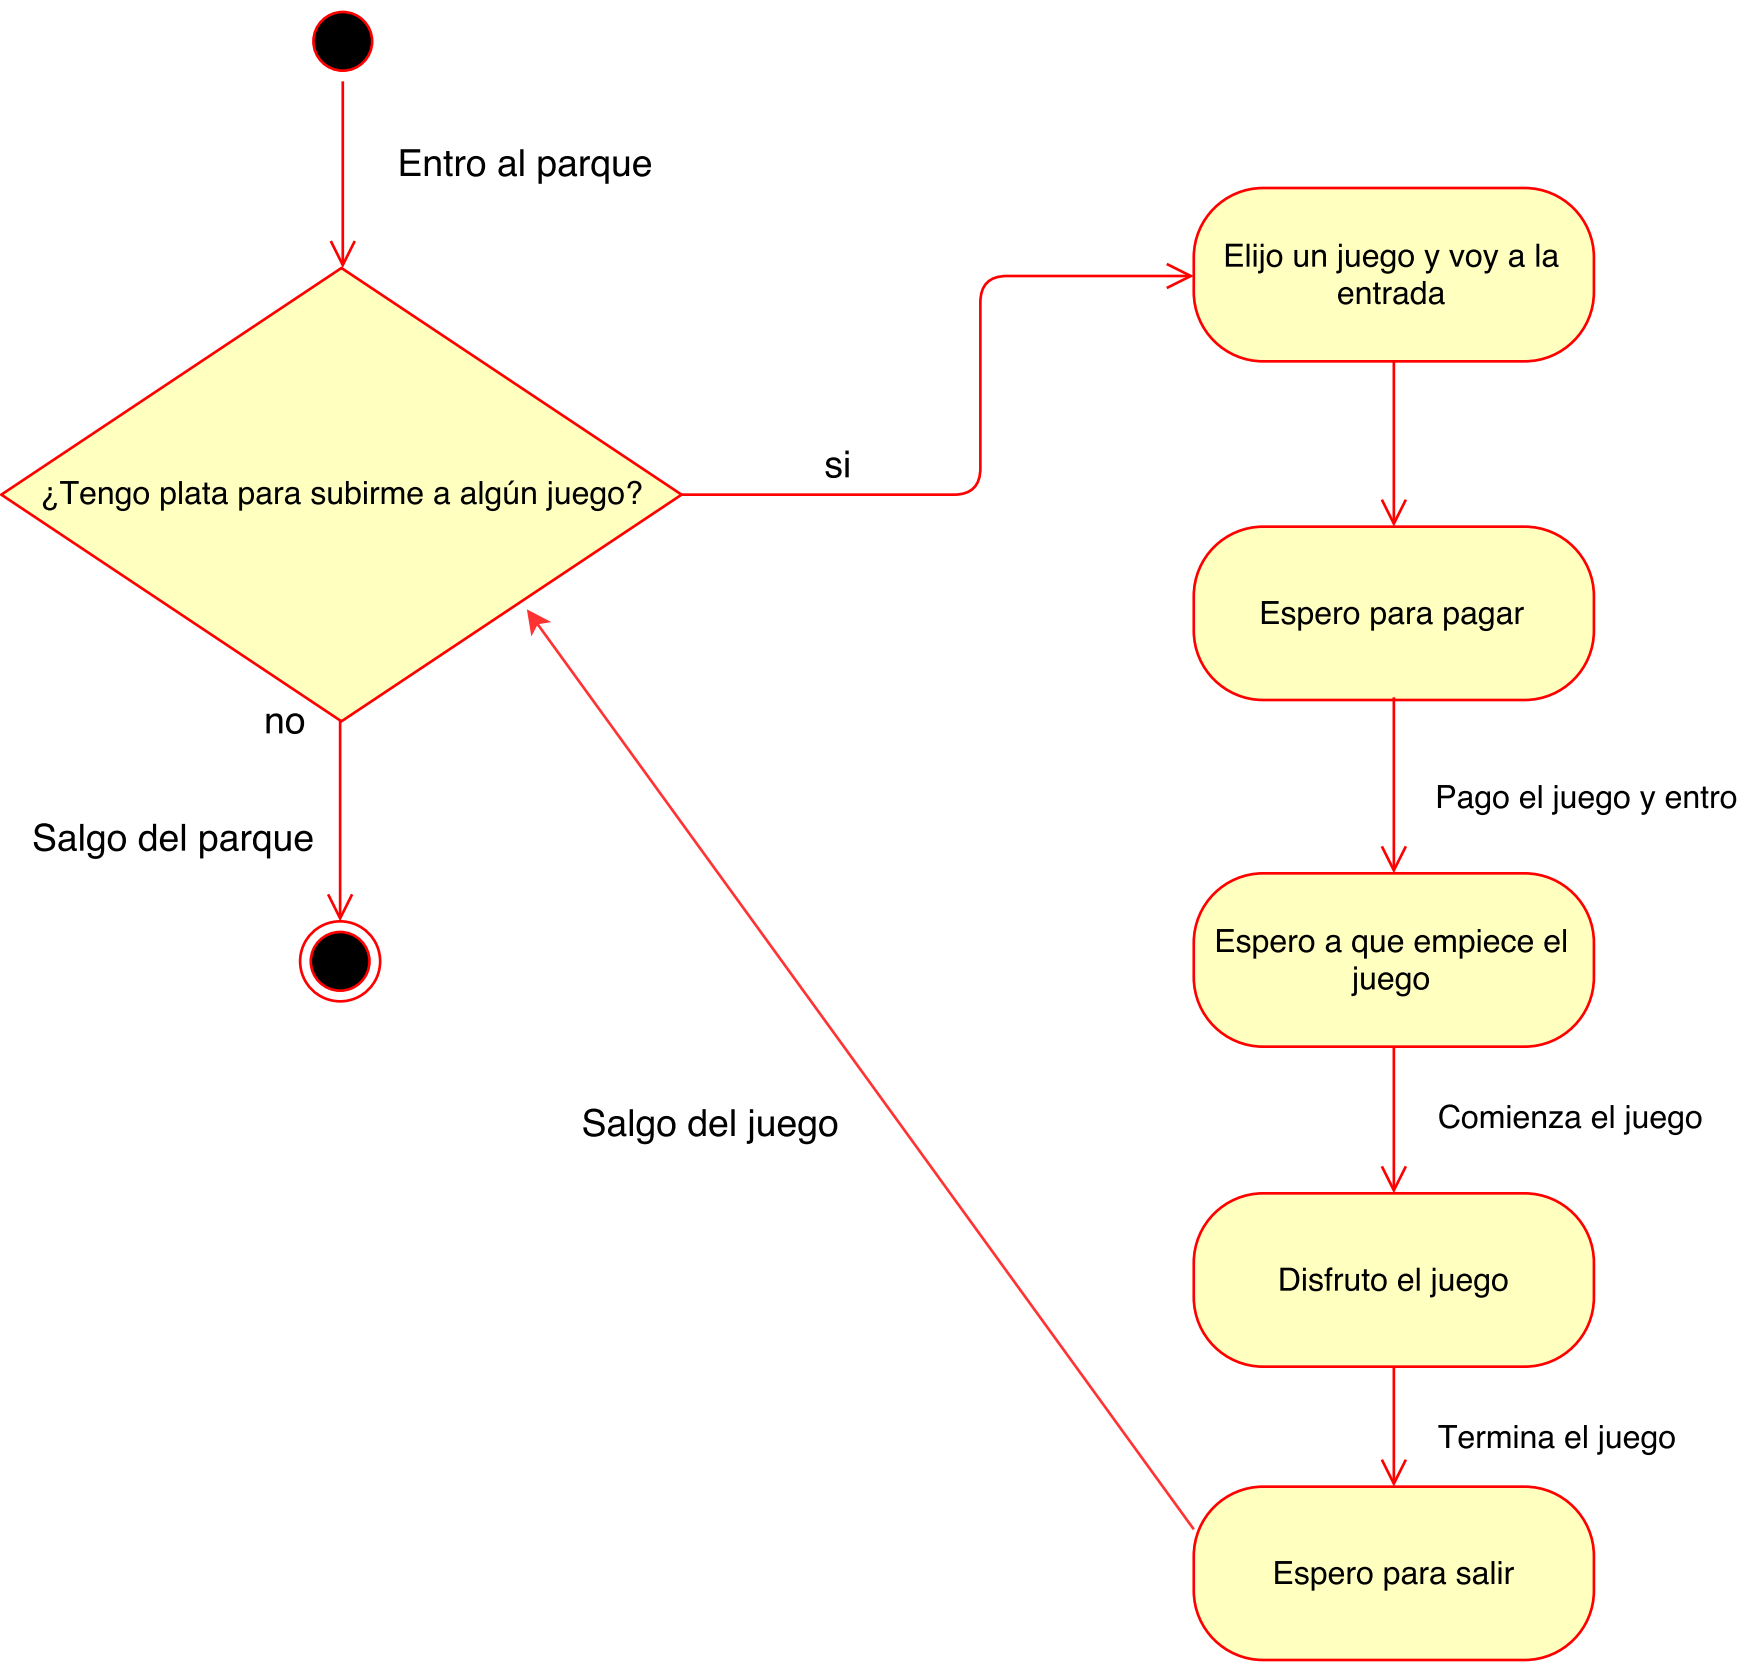 Entro al parque
¿Tengo plata para subirme a algún juego?
si
no
Salgo del parque
Elijo un juego y voy a la
entrada
Espero para pagar
Pago el juego y entro
Espero a que empiece el
juego
Comienza el juego
Disfruto el juego
Termina el juego
Espero para salir
Salgo del juego